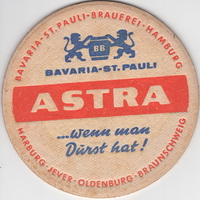 BAVARIA-ST.PAULI-BRAUEREI-HAMBURG
BB
BAVARIA-ST. PAULI
ASTRA
...wenn man
Durst hat!
HARBURG-JEVER-OLDENBURG-BRAUNSCHWEIG